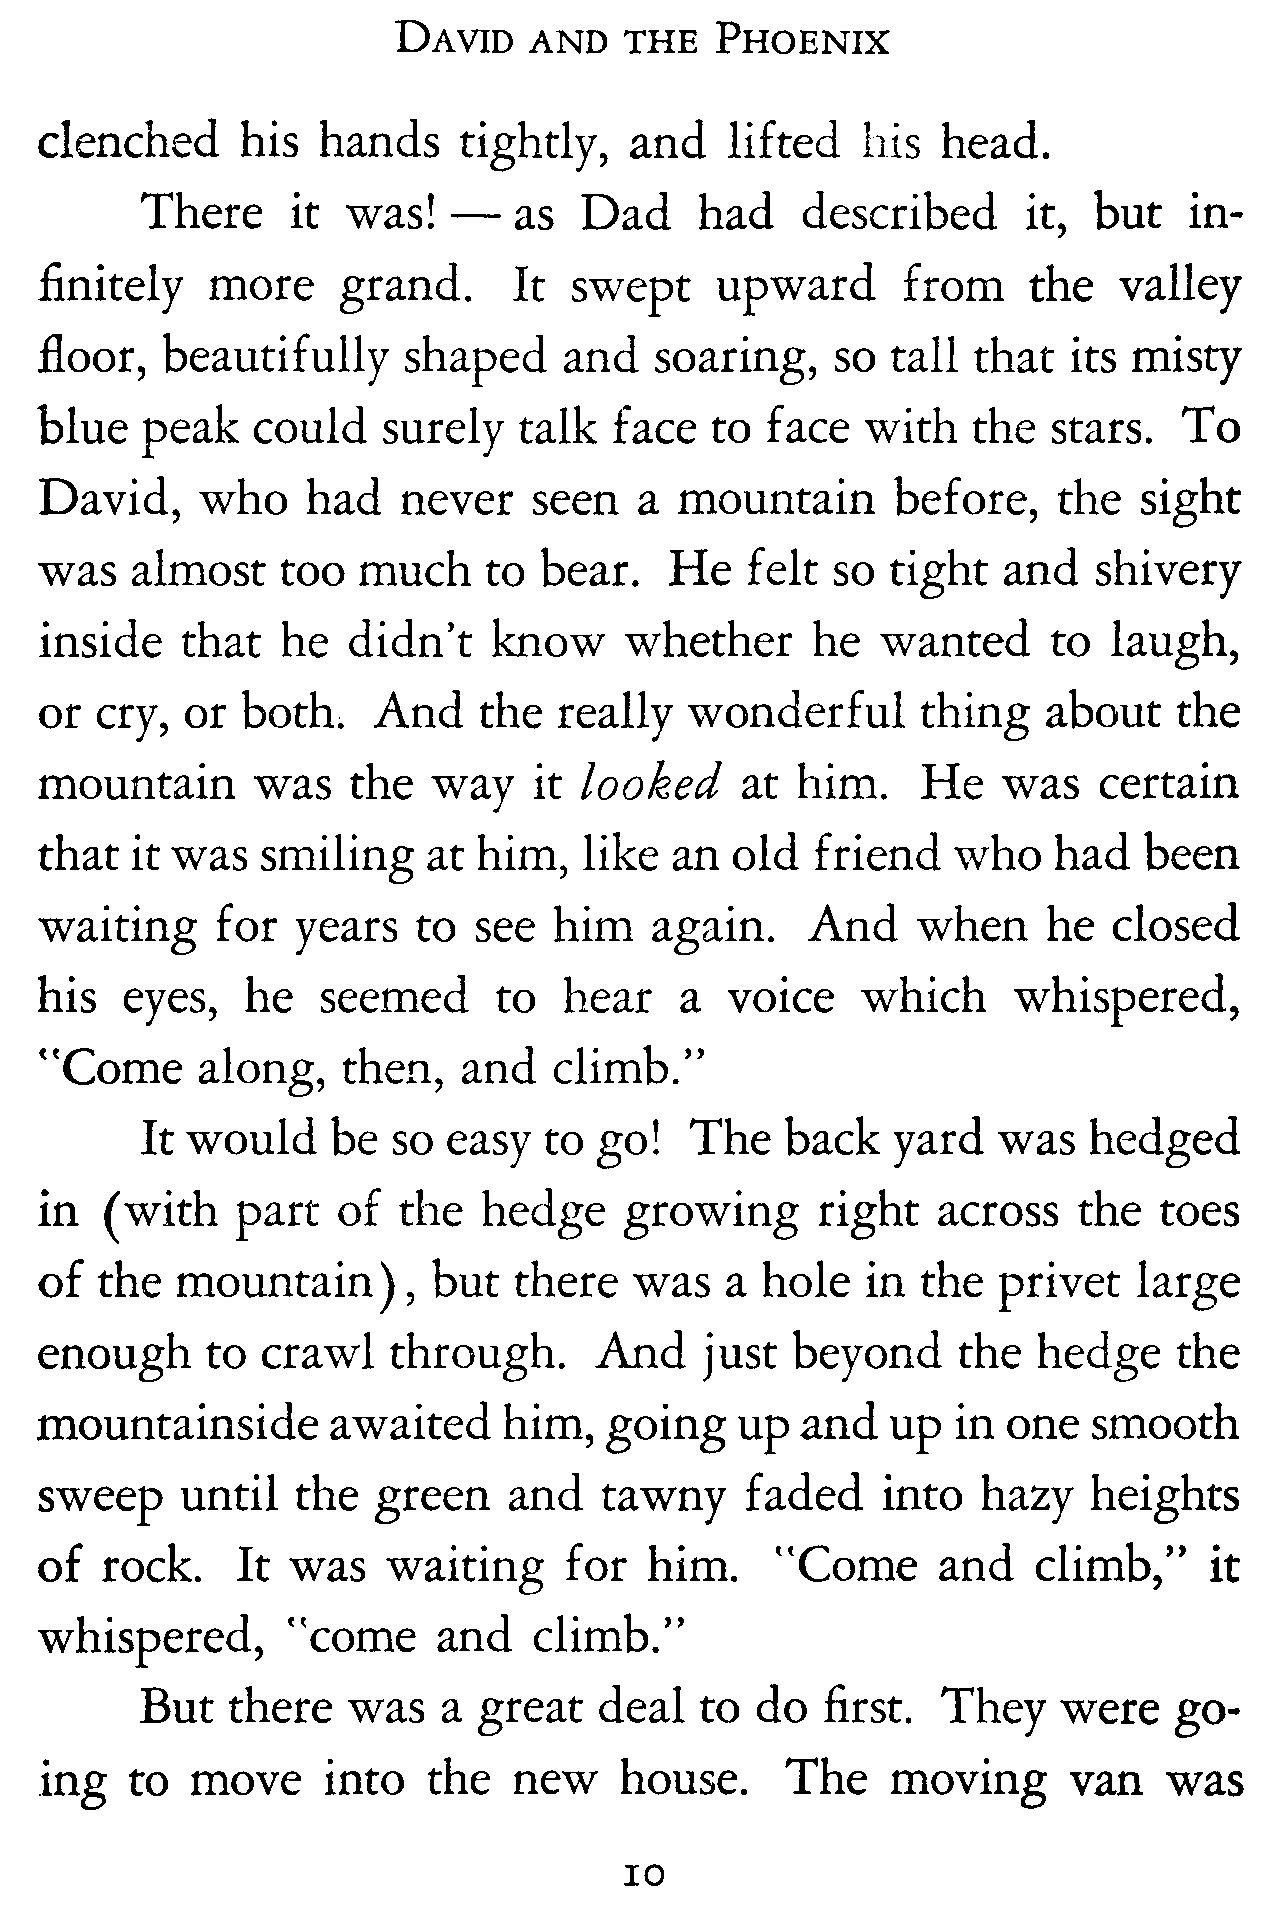 DAVID AND THE PHOENIX
clenched his hands tightly, and lifted his head.
There it was! — as Dad had described it, but in-
finitely more grand. It swept upward from the valley
floor, beautifully shaped and soaring, so tall that its misty
blue peak could surely talk face to face with the stars. To
David, who had never seen a mountain before, the sight
was almost too much to bear. He felt so tight and shivery
inside that he didn't know whether he wanted to laugh,
or cry, or both. And the really wonderful thing about the
mountain was the way it looked at him. He was certain
that it was smiling at him, like an old friend who had been
waiting for years to see him again. And when he closed
his eyes, he seemed to hear a voice which whispered,
"Come along, then, and climb."
It would be so easy to go! The back yard was hedged
in (with part of the hedge growing right across the toes
of the mountain), but there was a hole in the privet large
enough to crawl through. And just beyond the hedge the
mountainside awaited him, going up and up in one smooth
sweep until the green and tawny faded into hazy heights
of rock. It was waiting for him. "Come and climb," it
whispered, "come and climb."
But there was a great deal to do first. They were go-
ing to move into the new house. The moving van was
10